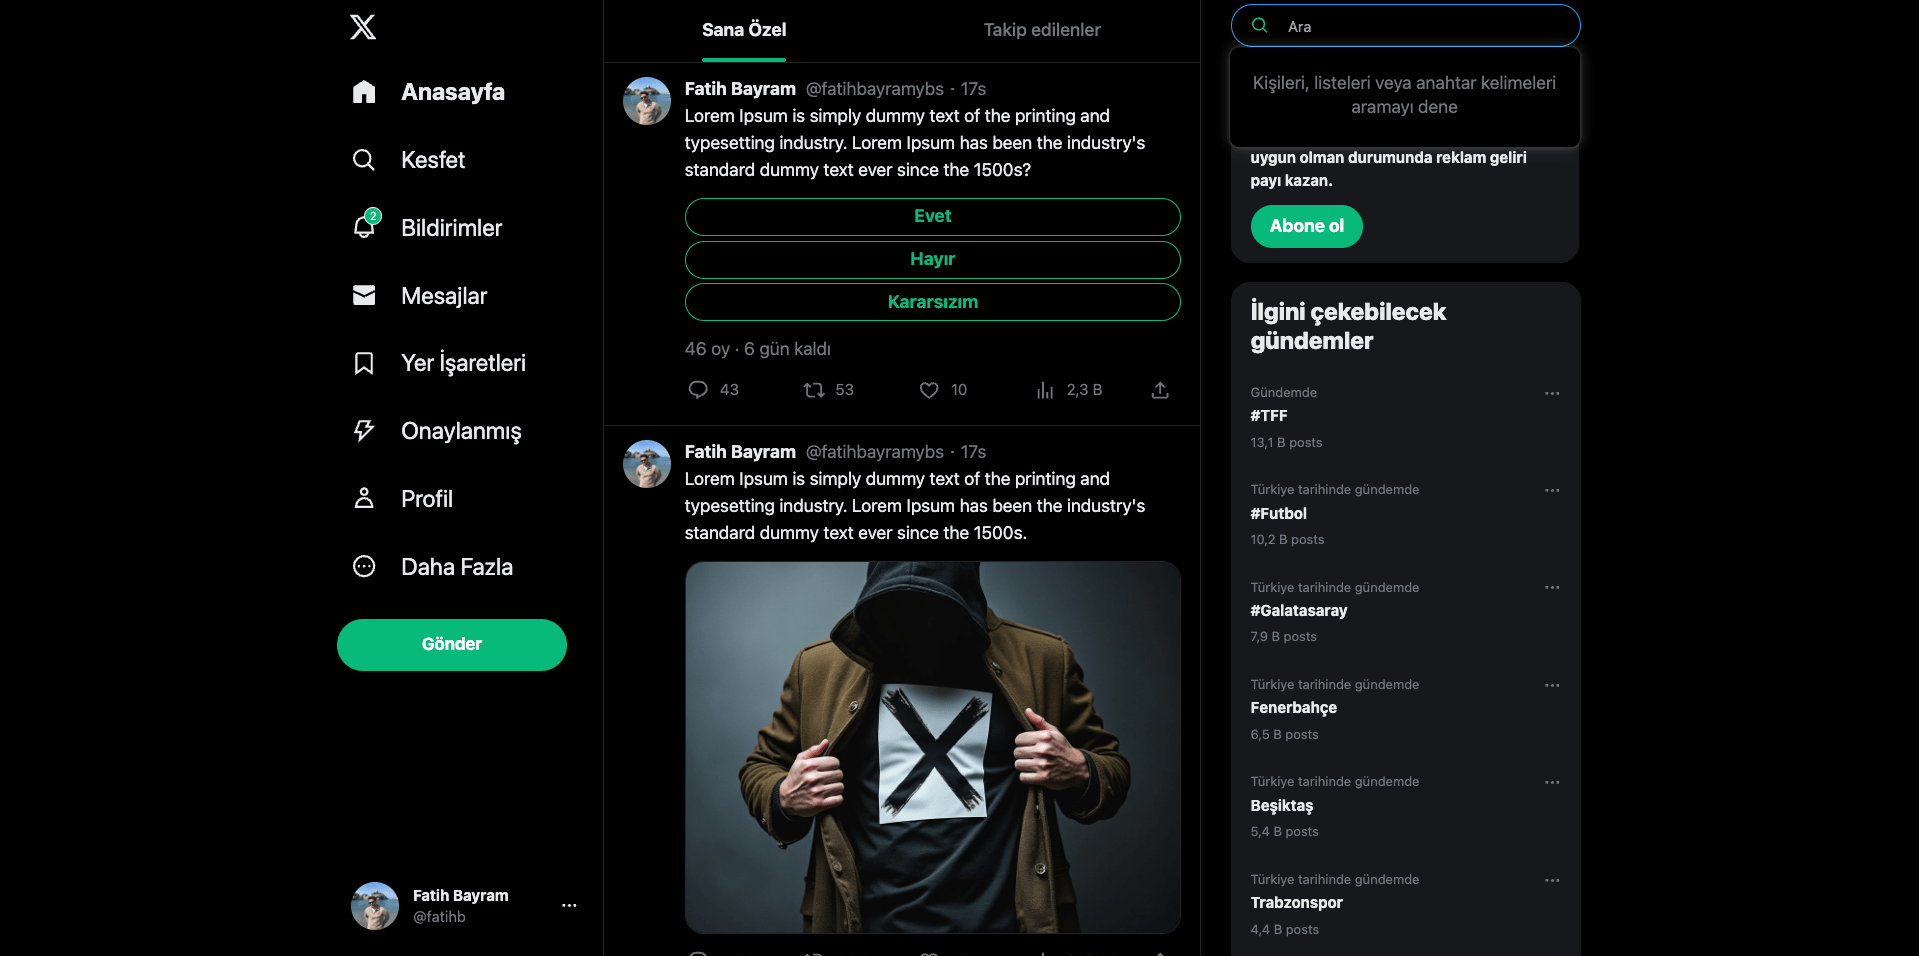 Anasayfa
Kesfet
2
Bildirimler
Mesajlar
Yer İşaretleri
Onaylanmış
Profil
Daha Fazla
Gönder
Fatih Bayram
@fatihb
Sana Özel
Takip edilenler
Fatih Bayram @fatihbayramybs · 17s
Lorem Ipsum is simply dummy text of the printing and
typesetting industry. Lorem Ipsum has been the industry's
standard dummy text ever since the 1500s?
Evet
Hayır
Kararsızım
46 oy · 6 gün kaldı
43 53 10 2,3 B
Fatih Bayram @fatihbayramybs · 17s
Lorem Ipsum is simply dummy text of the printing and
typesetting industry. Lorem Ipsum has been the industry's
standard dummy text ever since the 1500s.
Ara
Kişileri, listeleri veya anahtar kelimeleri
aramayı dene
uygun olman durumunda reklam geliri
payı kazan.
Abone ol
İlgini çekebilecek
gündemler
Gündemde
#TFF
13,1 B posts
Türkiye tarihinde gündemde
#Futbol
10,2 B posts
Türkiye tarihinde gündemde
#Galatasaray
7,9 B posts
Türkiye tarihinde gündemde
Fenerbahçe
6,5 B posts
Türkiye tarihinde gündemde
Beşiktaş
5,4 B posts
Türkiye tarihinde gündemde
Trabzonspor
4,4 B posts